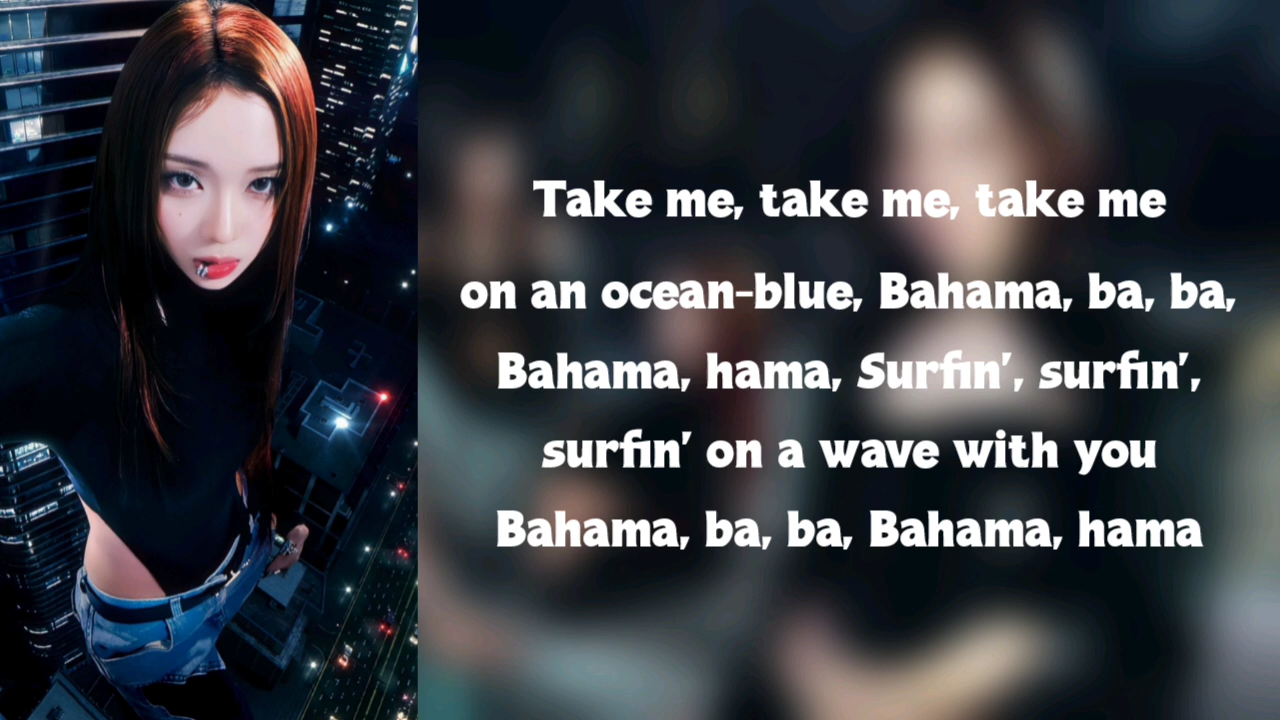 Take me, take me, take me
on an ocean-blue, Bahama, ba, ba,
Bahama, hama, Surfin', surfin',
surfin' on a wave with you
Bahama, ba, ba, Bahama, hama